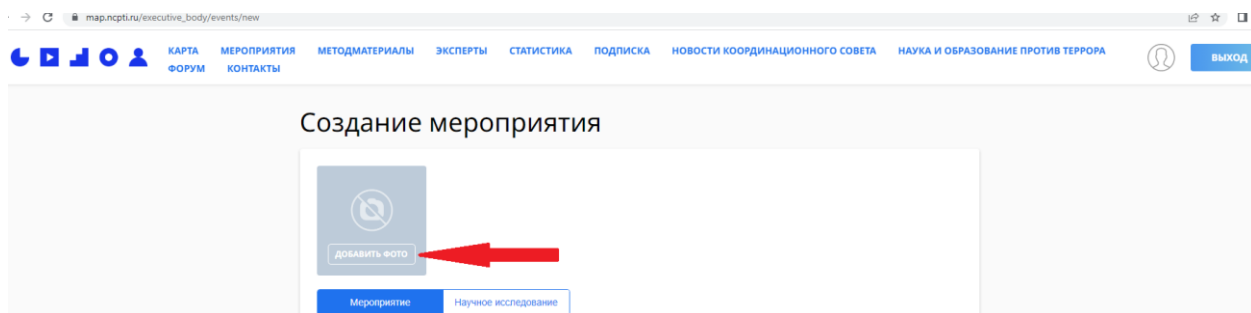 map.ncpti.ru/executive_body/events/new
КАРТА МЕРОПРИЯТИЯ МЕТОДМАТЕРИАЛЫ ЭКСПЕРТЫ СТАТИСТИКА ПОДПИСКА НОВОСТИ КООРДИНАЦИОННОГО СОВЕТА НАУКА И ОБРАЗОВАНИЕ ПРОТИВ ТЕРРОРА
ФОРУМ КОНТАКТЫ
ВЫХОД
Создание мероприятия
ДОБАВИТЬ ФОТО
Мероприятие Научное исследование